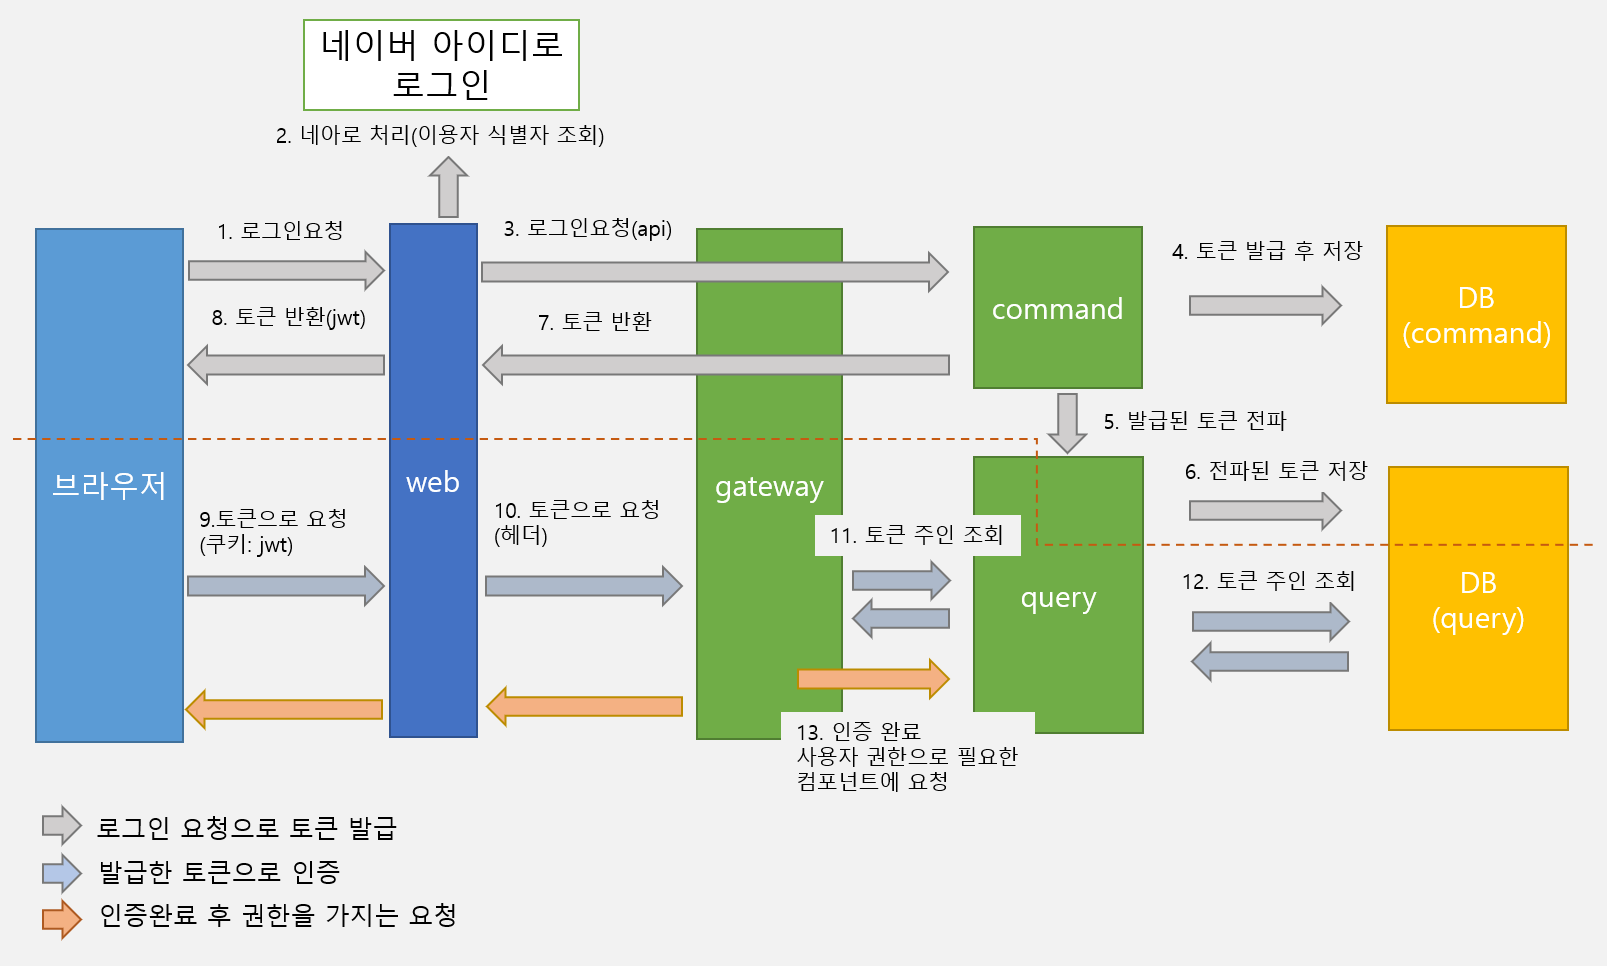 네이버 아이디로
로그인
2. 네아로 처리(이용자 식별자 조회)
1. 로그인요청
3. 로그인요청(api)
4. 토큰 발급 후 저장
DB
(command)
command
8. 토큰 반환(jwt)
7. 토큰 반환
5. 발급된 토큰 전파
6. 전파된 토큰 저장
브라우저
web
gateway
9.토큰으로 요청
(쿠키: jwt)
10. 토큰으로 요청
(헤더)
11. 토큰 주인 조회
query
12. 토큰 주인 조회
DB
(query)
13. 인증 완료
사용자 권한으로 필요한
컴포넌트에 요청
로그인 요청으로 토큰 발급
발급한 토큰으로 인증
인증완료 후 권한을 가지는 요청